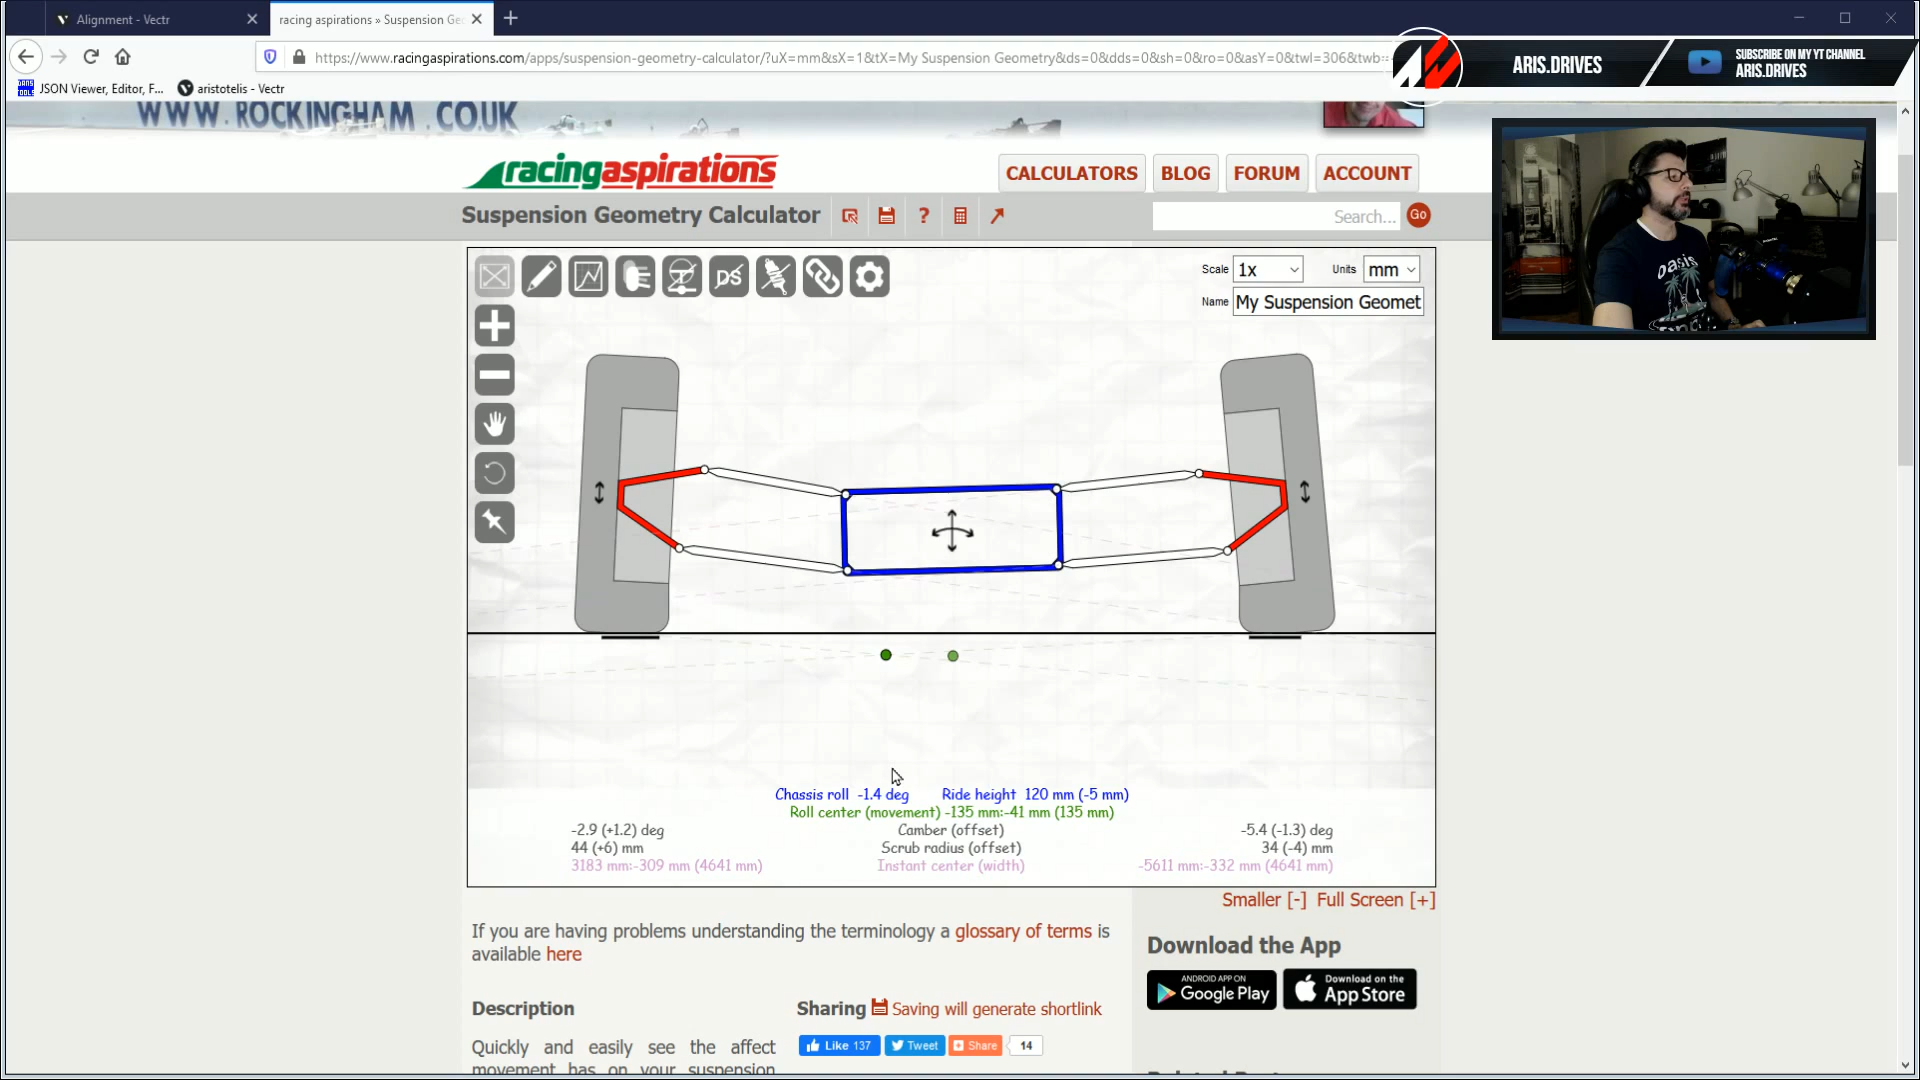 Alignment - Vectr
racing aspirations » Suspension Ge
https://www.racingaspirations.com/apps/suspension-geometry-calculator/?uX=mm&sX=1&tX=My Suspension Geometry&ds=0&dds=0&sh=0&ro=0&asY=0&twl=306&twb=
JSON Viewer, Editor, F...
aristotelis - Vectr
ARIS.DRIVES
SUBSCRIBE ON MY YT CHANNEL
ARIS.DRIVES
WWW.ROCKINGHAM.CO.UK
racingaspirations
CALCULATORS
BLOG
FORUM
ACCOUNT
Suspension Geometry Calculator
?
Search...
Go
DS
Scale
1x
Units
mm
Name
My Suspension Geomet
oasis
Chassis roll -1.4 deg
Ride height 120 mm (-5 mm)
Roll center (movement) -135 mm:-41 mm (135 mm)
-2.9 (+1.2) deg
Camber (offset)
-5.4 (-1.3) deg
44 (+6) mm
Scrub radius (offset)
34 (-4) mm
3183 mm:-309 mm (4641 mm)
Instant center (width)
-5611 mm:-332 mm (4641 mm)
Smaller [-]
Full Screen [+]
If you are having problems understanding the terminology a glossary of terms is
available here
Download the App
ANDROID APP ON
Google Play
Download on the
App Store
Description
Sharing
Saving will generate shortlink
Like 137
Tweet
Share
14
Quickly and easily see the affect
movement has on your suspension